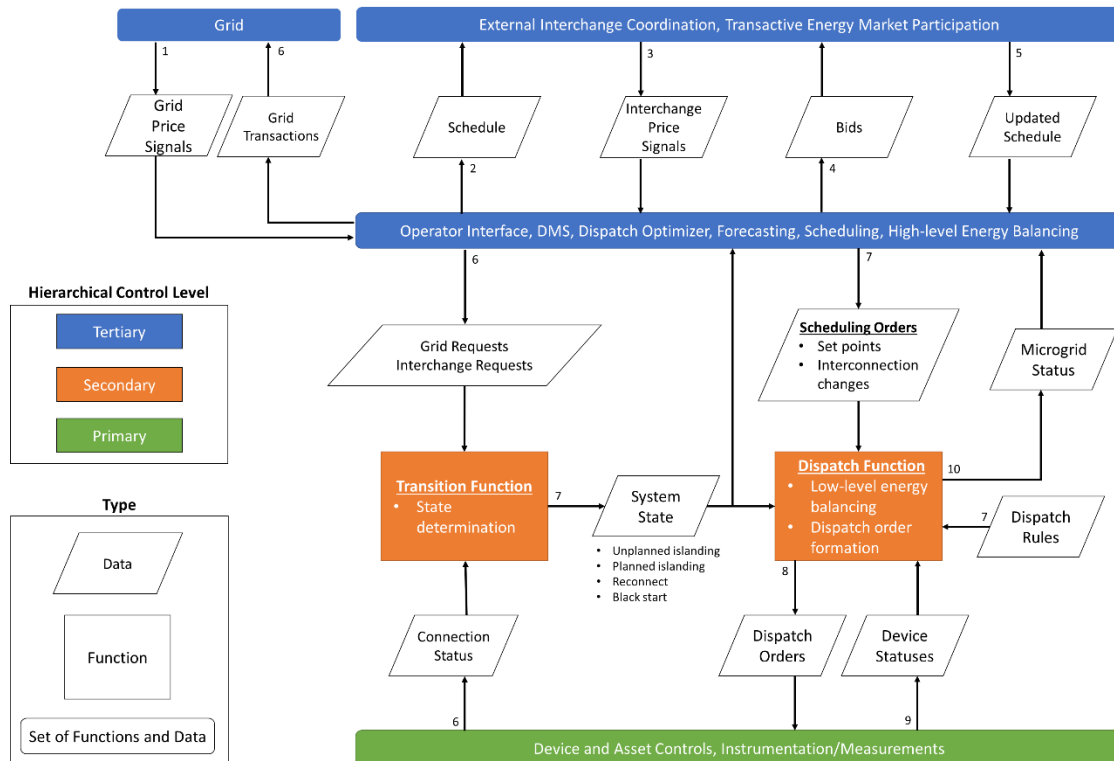 Grid
External Interchange Coordination, Transactive Energy Market Participation
1
6
3
5
Grid
Price
Signals
Grid
Transactions
Schedule
Interchange
Price
Signals
Bids
Updated
Schedule
2
4
Operator Interface, DMS, Dispatch Optimizer, Forecasting, Scheduling, High-level Energy Balancing
6
7
Hierarchical Control Level
Tertiary
Secondary
Primary
Grid Requests
Interchange Requests
Scheduling Orders
• Set points
• Interconnection
changes
Microgrid
Status
Transition Function
• State
determination
7
System
State
• Unplanned islanding
• Planned islanding
• Reconnect
• Black start
Dispatch Function
• Low-level energy
balancing
• Dispatch order
formation
10
7
Dispatch
Rules
8
Type
Data
Function
Set of Functions and Data
Connection
Status
Dispatch
Orders
Device
Statuses
6
9
Device and Asset Controls, Instrumentation/Measurements